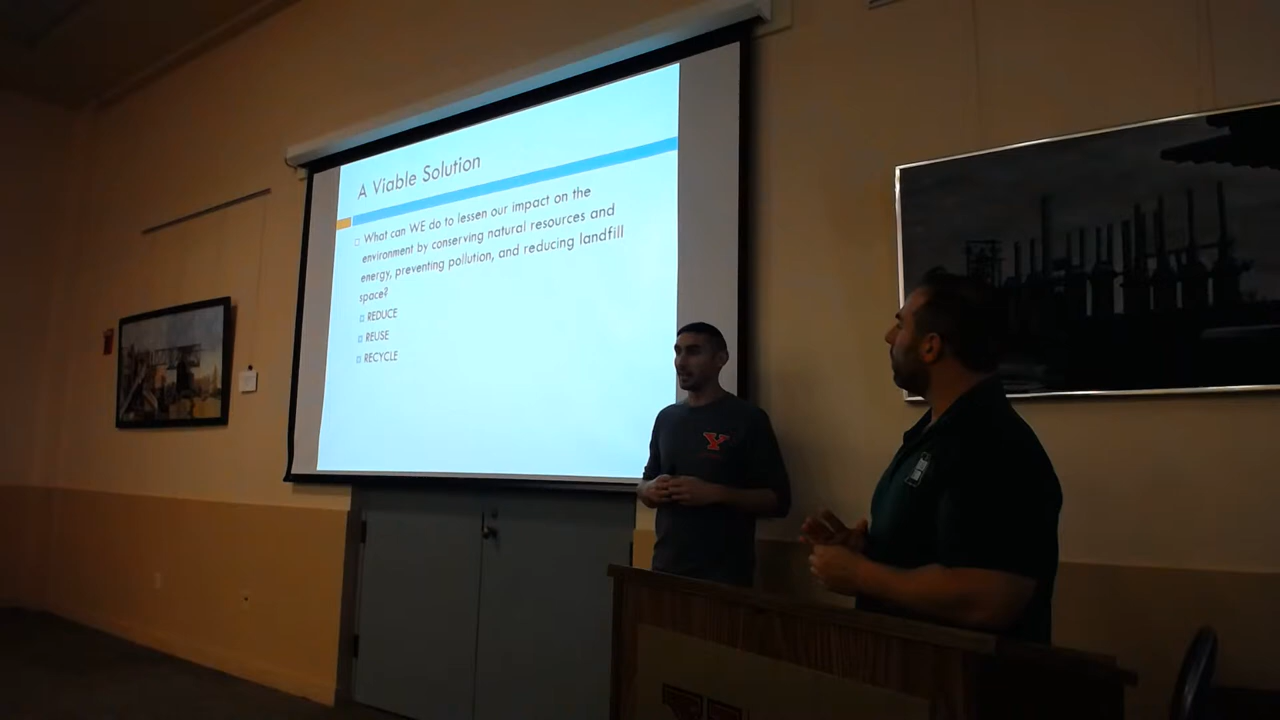 A Viable Solution
What can WE do to lessen our impact on the
environment by conserving natural resources and
energy, preventing pollution, and reducing landfill
space?
REDUCE
REUSE
RECYCLE
Y